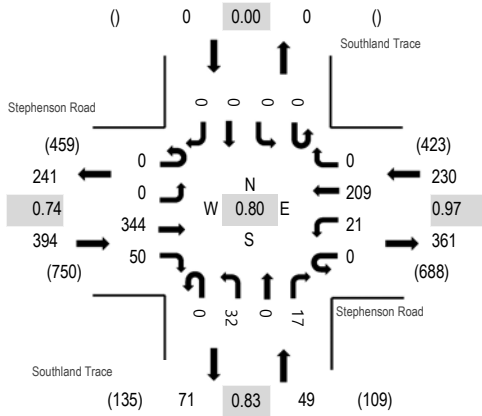 () 0 0.00 0 ()
Southland Trace
0 0 0 0
Stephenson Road
(459) 0 0 (423)
241 230
N
0.74 0 W 0.80 E 209 0.97
344 21
394 S 361
(750) 50 0 (688)
0 32 0 17
Stephenson Road
Southland Trace
(135) 71 0.83 49 (109)